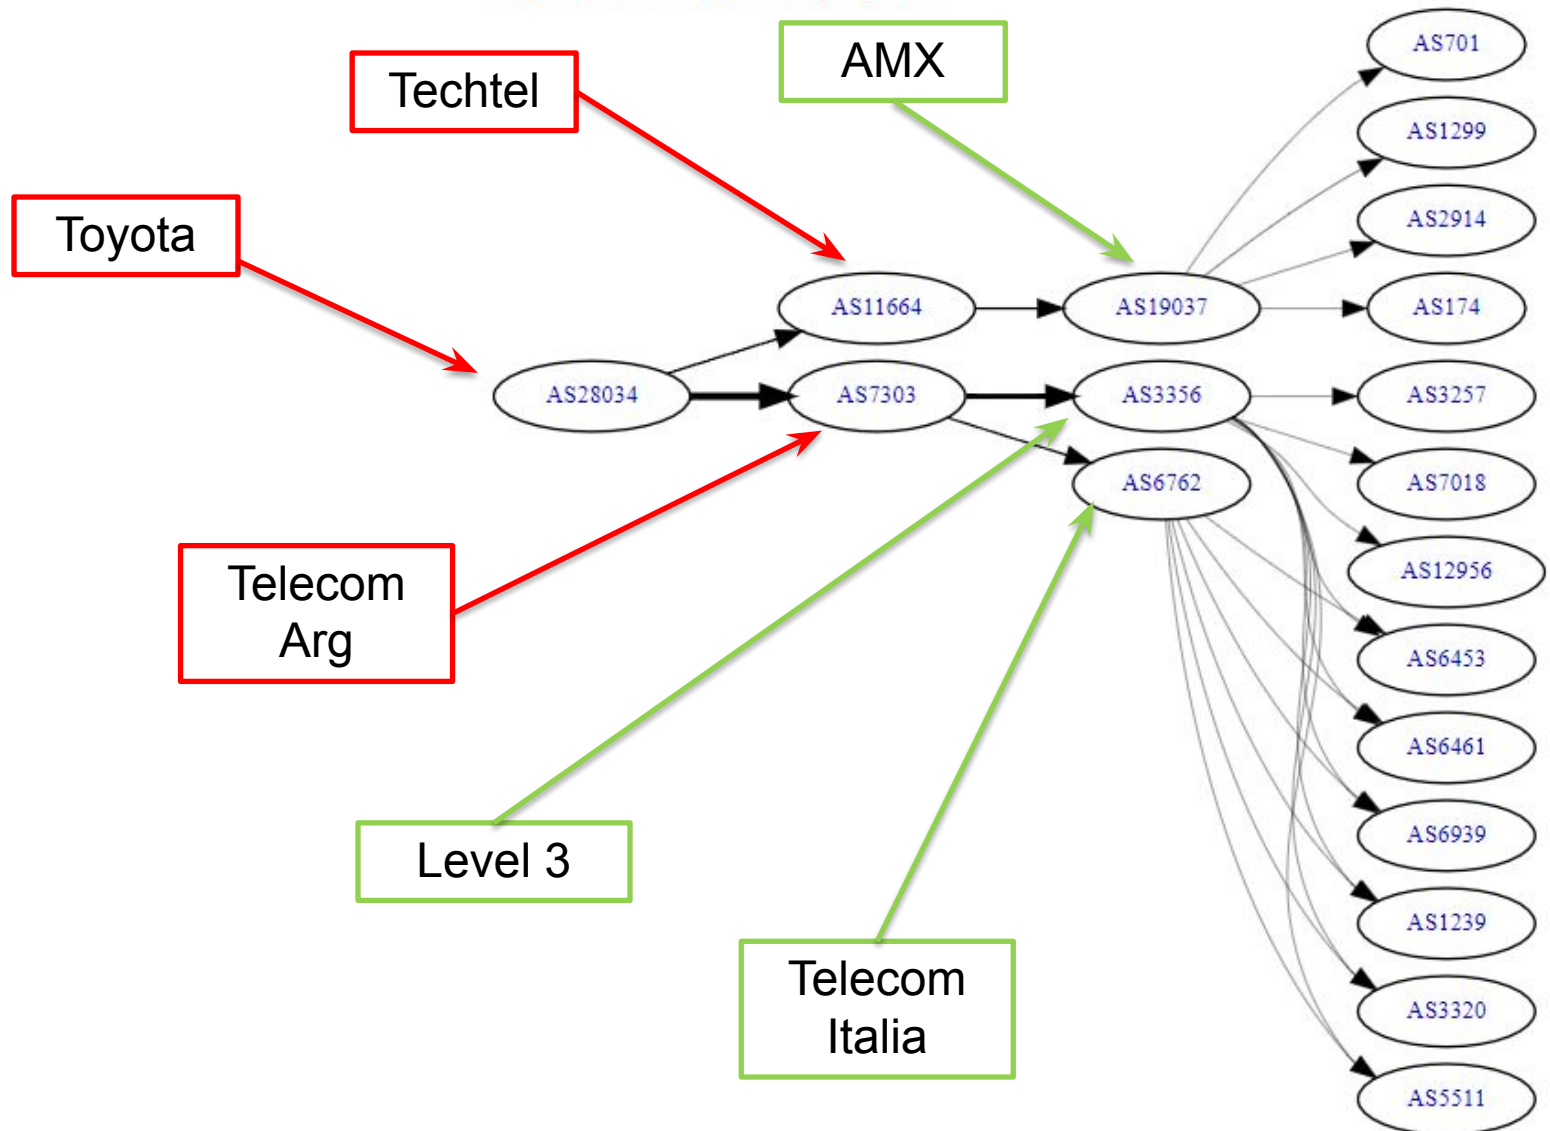 AMX
AS701
Techtel
AS1299
AS2914
Toyota
AS11664
AS19037
AS174
AS28034
AS7303
AS3356
AS3257
AS6762
AS7018
AS12956
Telecom
Arg
AS6453
AS6461
Level 3
AS6939
AS1239
Telecom
Italia
AS3320
AS5511